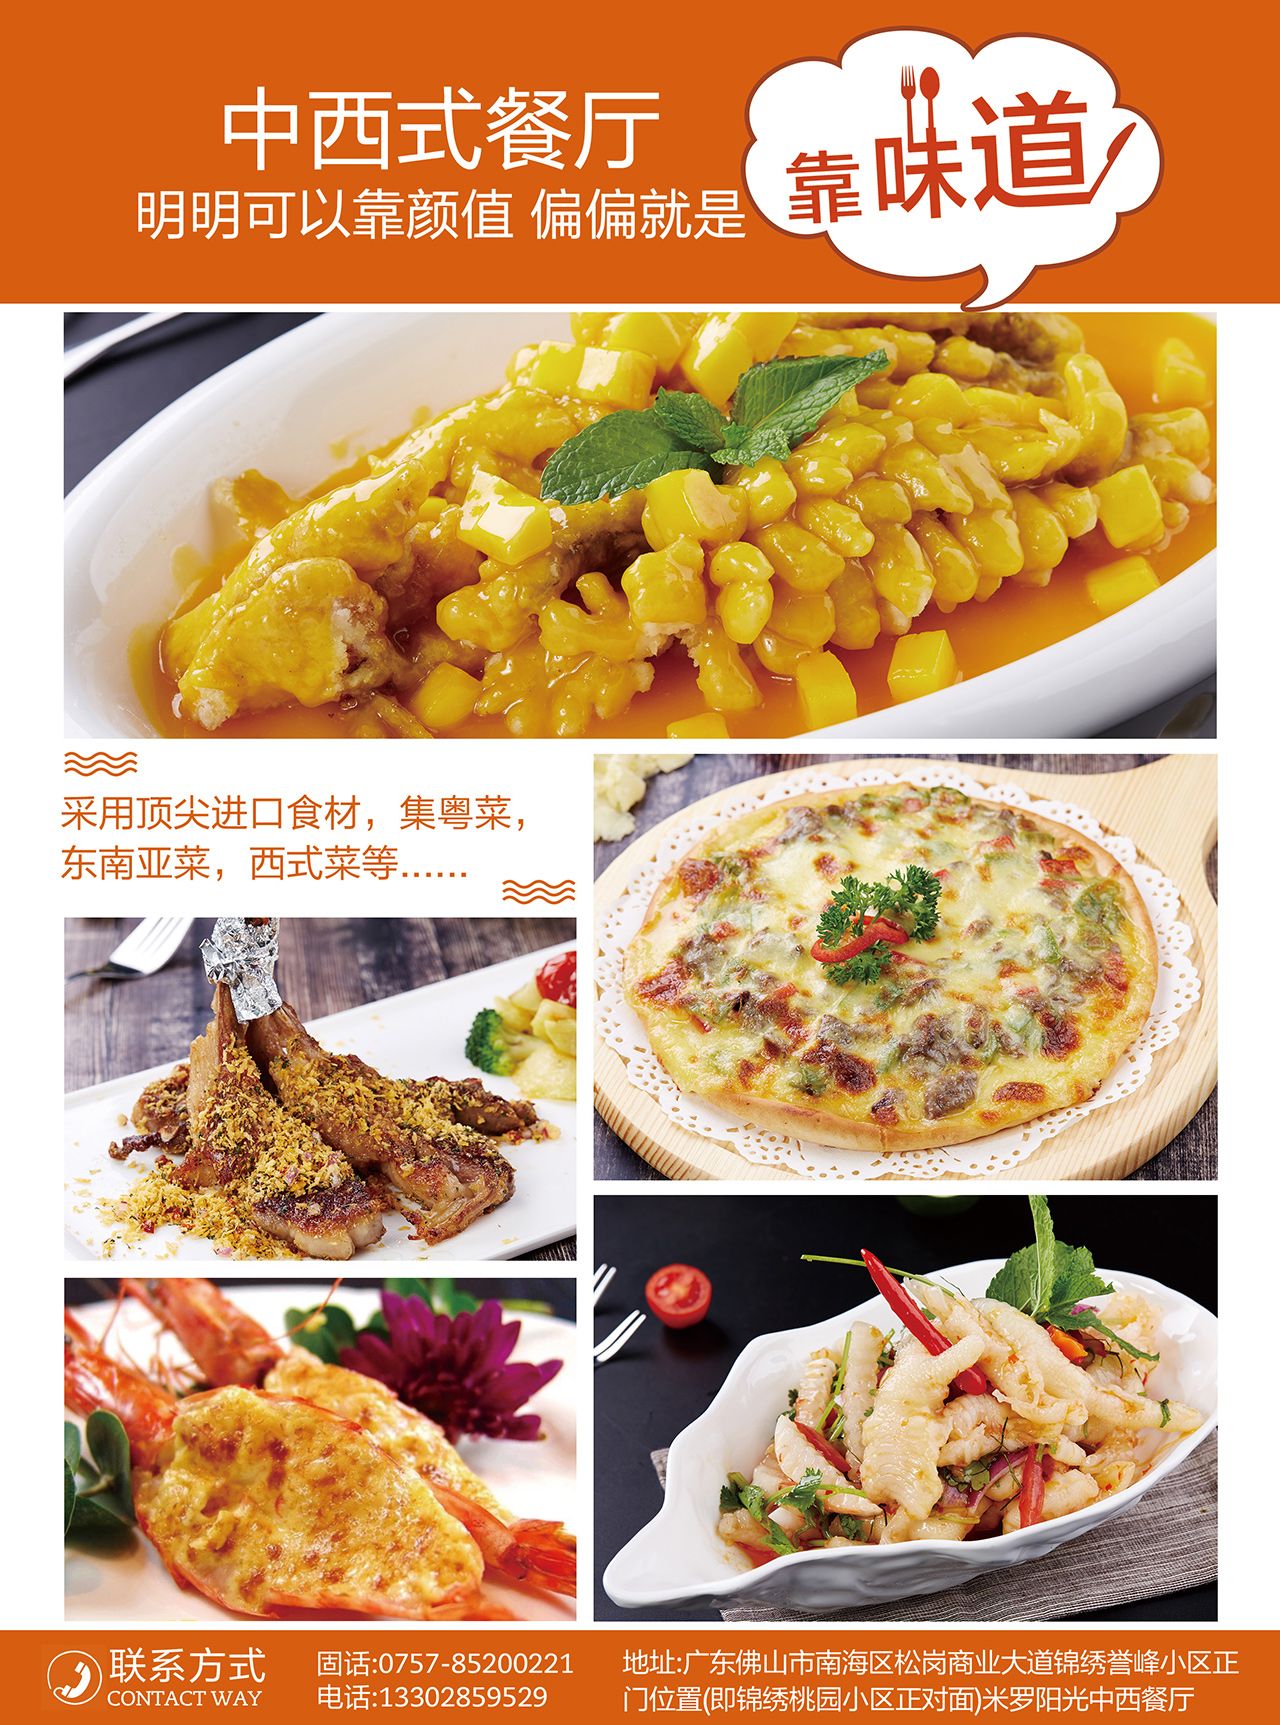 中西式餐厅
明明可以靠颜值 偏偏就是
靠味道
采用顶尖进口食材，集粤菜，
东南亚菜，西式菜等......
联系方式
CONTACT WAY
固话:0757-85200221
电话:13302859529
地址:广东佛山市南海区松岗商业大道锦绣誉峰小区正
门位置(即锦绣桃园小区正对面)米罗阳光中西餐厅